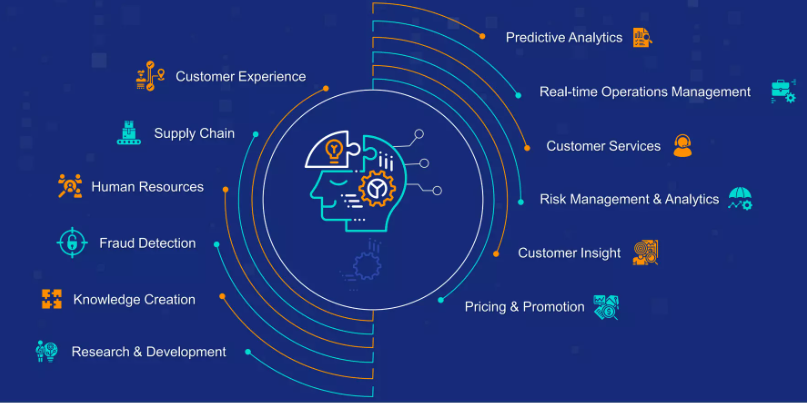 Predictive Analytics
Customer Experience
Real-time Operations Management
Supply Chain
Customer Services
Human Resources
Risk Management & Analytics
Fraud Detection
Customer Insight
Knowledge Creation
Pricing & Promotion
Research & Development